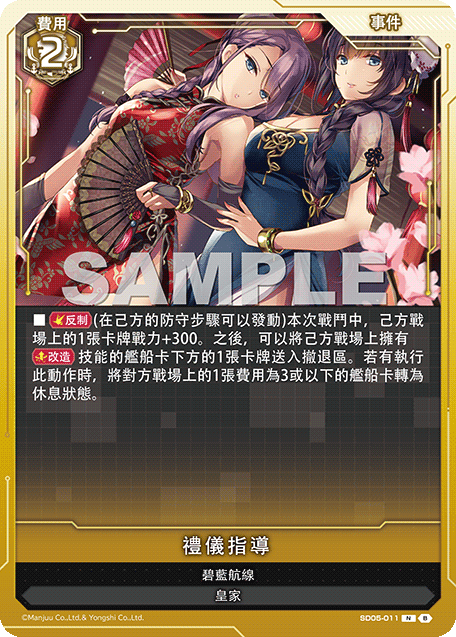 費用
2
事件
SAMPLE
■ 反制 (在己方的防守步驟可以發動)本次戰鬥中，己方戰
場上的1張卡牌戰力+300。之後，可以將己方戰場上擁有
改造 技能的艦船卡下方的1張卡牌送入撤退區。若有執行
此動作時，將對方戰場上的1張費用為3或以下的艦船卡轉為
休息狀態。
禮儀指導
碧藍航線
皇家
©Manjuu Co.,Ltd.& Yongshi Co.,Ltd.
SD05-011 N B